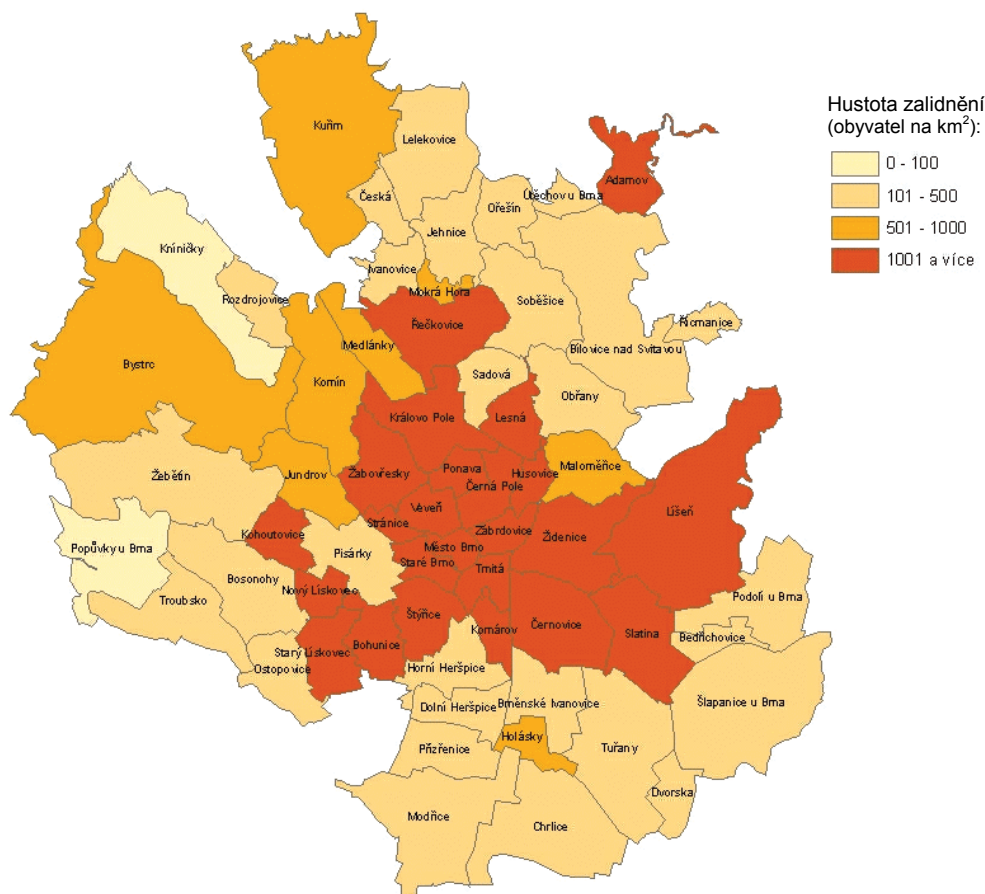 Hustota zalidnění
(obyvatel na km²):
0 - 100
101 - 500
501 - 1000
1001 a více
Kuřim
Lelekovice
Adamov
Česká
Ořešín
Útěchov u Brna
Jehnice
Kníničky
Ivanovice
Rozdrojovice
Mokrá Hora
Soběšice
Řečkovice
Řícmanice
Medlánky
Bílovice nad Svitavou
Bystrc
Komín
Sadová
Obřany
Královo Pole
Lesná
Žebětín
Jundrov
Žabovřesky
Ponava
Husovice
Maloměřice
Černá Pole
Veveří
Líšeň
Stránice
Zábrdovice
Židenice
Kohoutovice
Město Brno
Popůvky u Brna
Pisárky
Staré Brno
Trnitá
Bosonohy
Nový Lískovec
Troubsko
Podolí u Brna
Štýřice
Komárov
Černovice
Slatina
Bedřichovice
Bohunice
Starý Lískovec
Ostopovice
Horní Heršpice
Šlapanice u Brna
Dolní Heršpice
Brněnské Ivanovice
Holásky
Přízřenice
Tuřany
Dvorska
Modřice
Chrlice